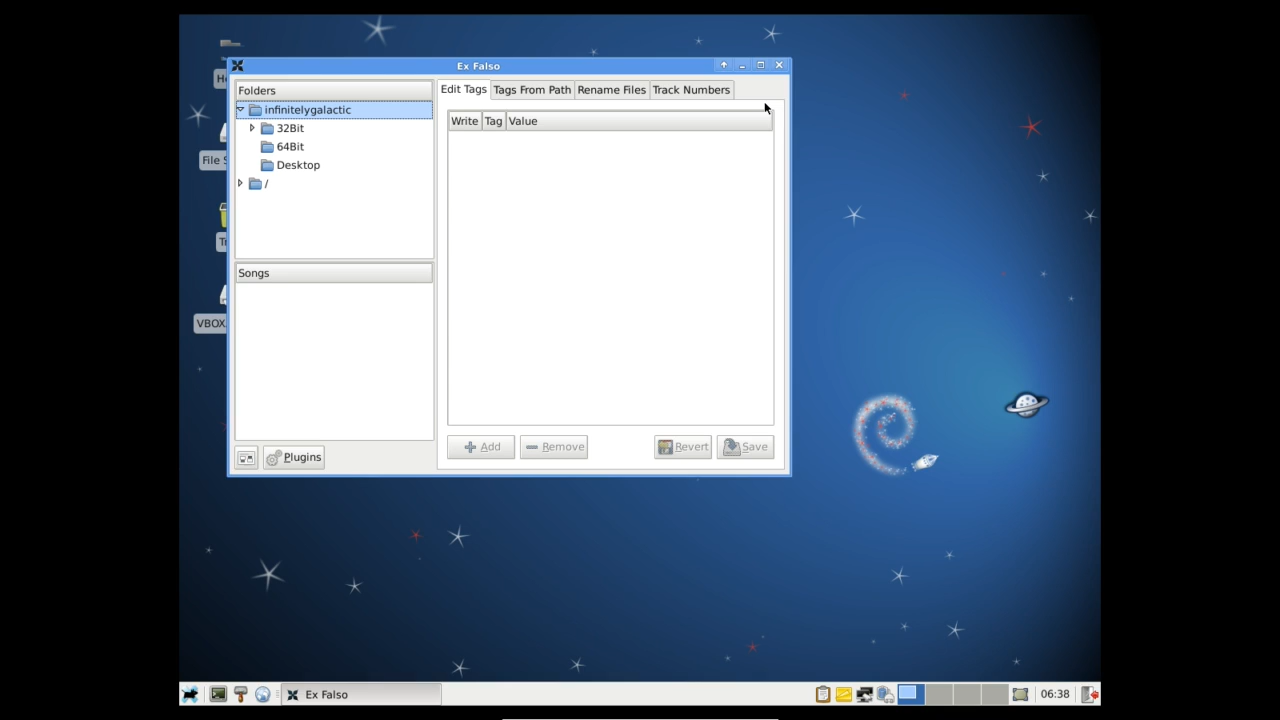 Ex Falso
Folders
infinitelygalactic
32Bit
64Bit
Desktop
/
Songs
Plugins
Edit Tags
Tags From Path
Rename Files
Track Numbers
Write Tag Value
Add
Remove
Revert
Save
File S
VBOX
Ex Falso
06:38